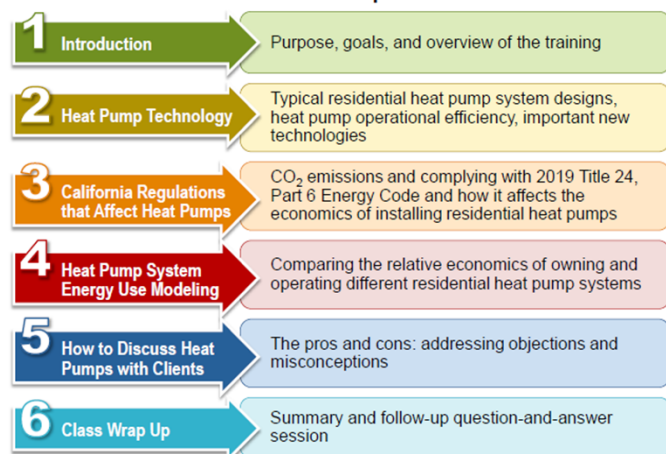 1 Introduction
Purpose, goals, and overview of the training
2 Heat Pump Technology
Typical residential heat pump system designs,
heat pump operational efficiency, important new
technologies
3 California Regulations
that Affect Heat Pumps
CO₂ emissions and complying with 2019 Title 24,
Part 6 Energy Code and how it affects the
economics of installing residential heat pumps
4 Heat Pump System
Energy Use Modeling
Comparing the relative economics of owning and
operating different residential heat pump systems
5 How to Discuss Heat
Pumps with Clients
The pros and cons: addressing objections and
misconceptions
6 Class Wrap Up
Summary and follow-up question-and-answer
session